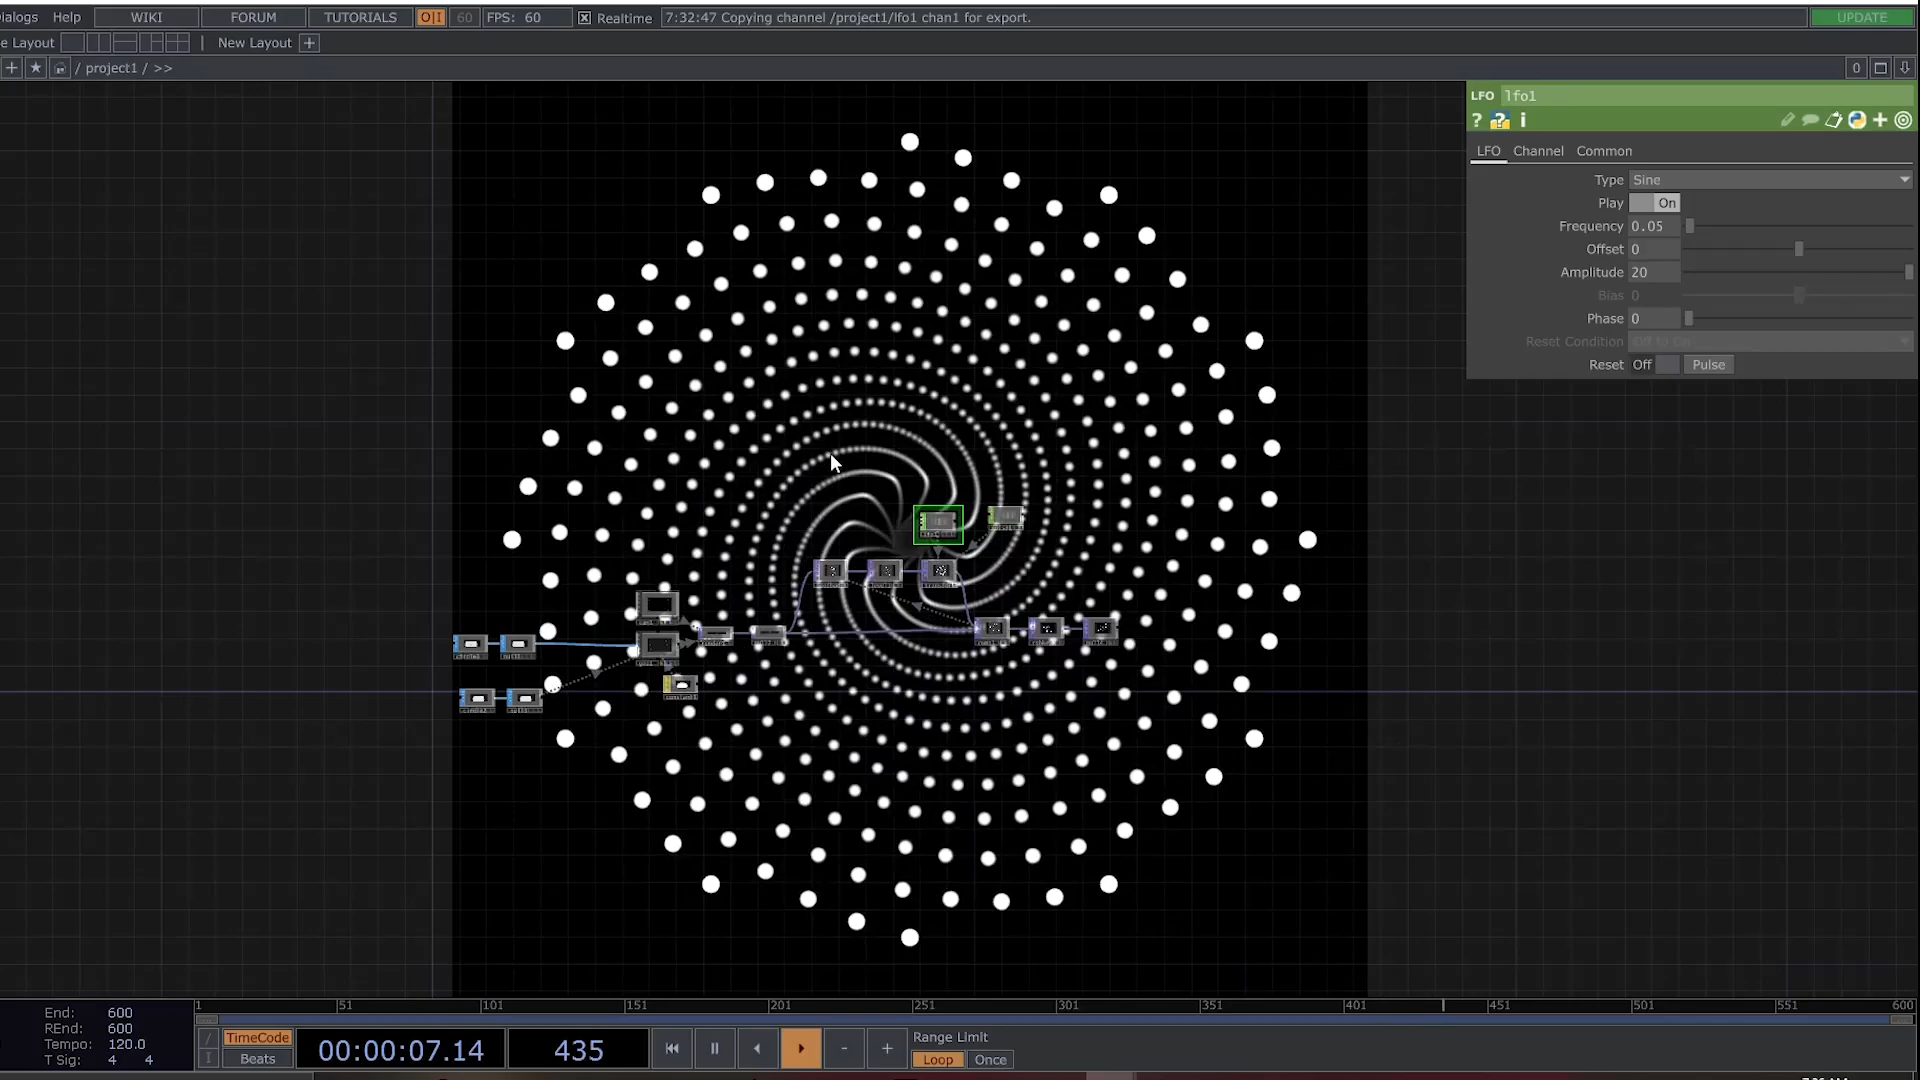 ialogs Help WIKI FORUM TUTORIALS O|I 60 FPS: 60 Realtime 7:32:47 Copying channel /project1/lfo1 chan1 for export. UPDATE
e Layout New Layout +
/ project1 / >> 0
LFO lfo1
LFO Channel Common
Type Sine
Play On
Frequency 0.05
Offset 0
Amplitude 20
Bias 0
Phase 0
Reset Condition
Reset Off Pulse
1 51 101 151 201 251 301 351 401 451 501 551 600
End: 600
REnd: 600
Tempo: 120.0
T Sig: 4 4
TimeCode
Beats
00:00:07.14
435
Range Limit
Loop Once